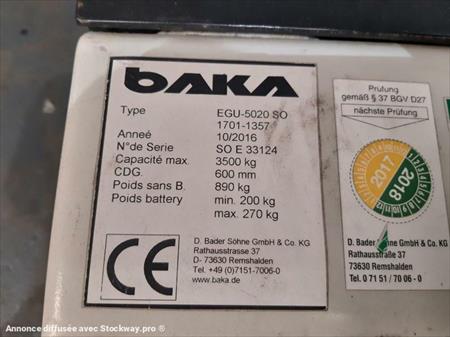 BAKA
Type EGU-5020 SO
1701-1357
Anneé 10/2016
N°de Serie SO E 33124
Capacité max. 3500 kg
CDG. 600 mm
Poids sans B. 890 kg
Poids battery min. 200 kg
max. 270 kg
CE
D. Bader Söhne GmbH & Co. KG
Rathausstrasse 37
D- 73630 Remshalden
Tel. +49 (0)7151-7006-0
www.baka.de
Prüfung
gemäß § 37 BGV D27
nächste Prüfung
2017
2018
D. Bader Söhne GmbH & Co. KG
Rathausstraße 37
73630 Remshalden
Tel. 0 71 51 / 70 06 - 0
Annonce diffusée avec Stockway.pro ®